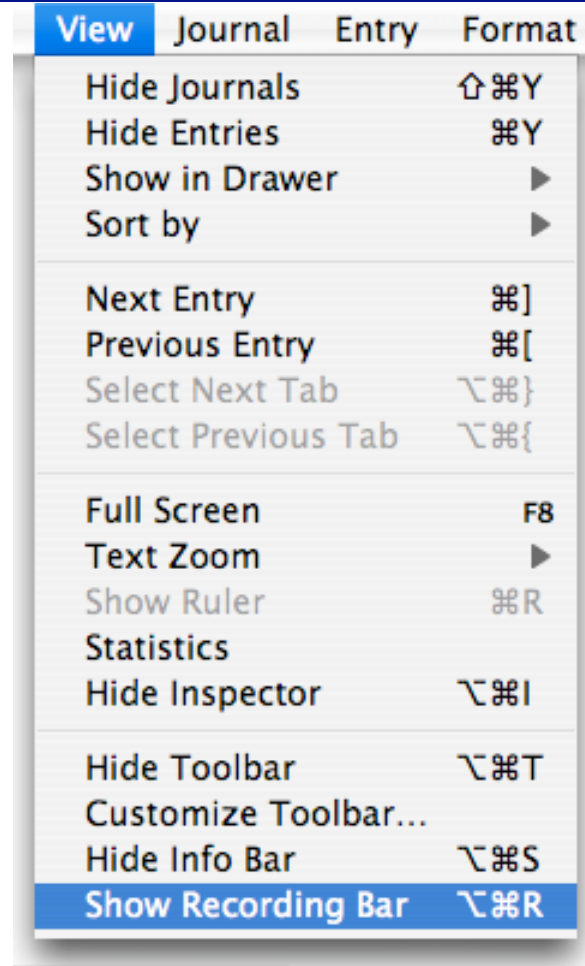 View Journal Entry Format
Hide Journals ⇧⌘Y
Hide Entries ⌘Y
Show in Drawer ▶
Sort by ▶
Next Entry ⌘]
Previous Entry ⌘[
Select Next Tab ⌥⌘}
Select Previous Tab ⌥⌘{
Full Screen F8
Text Zoom ▶
Show Ruler ⌘R
Statistics
Hide Inspector ⌥⌘I
Hide Toolbar ⌥⌘T
Customize Toolbar...
Hide Info Bar ⌥⌘S
Show Recording Bar ⌥⌘R